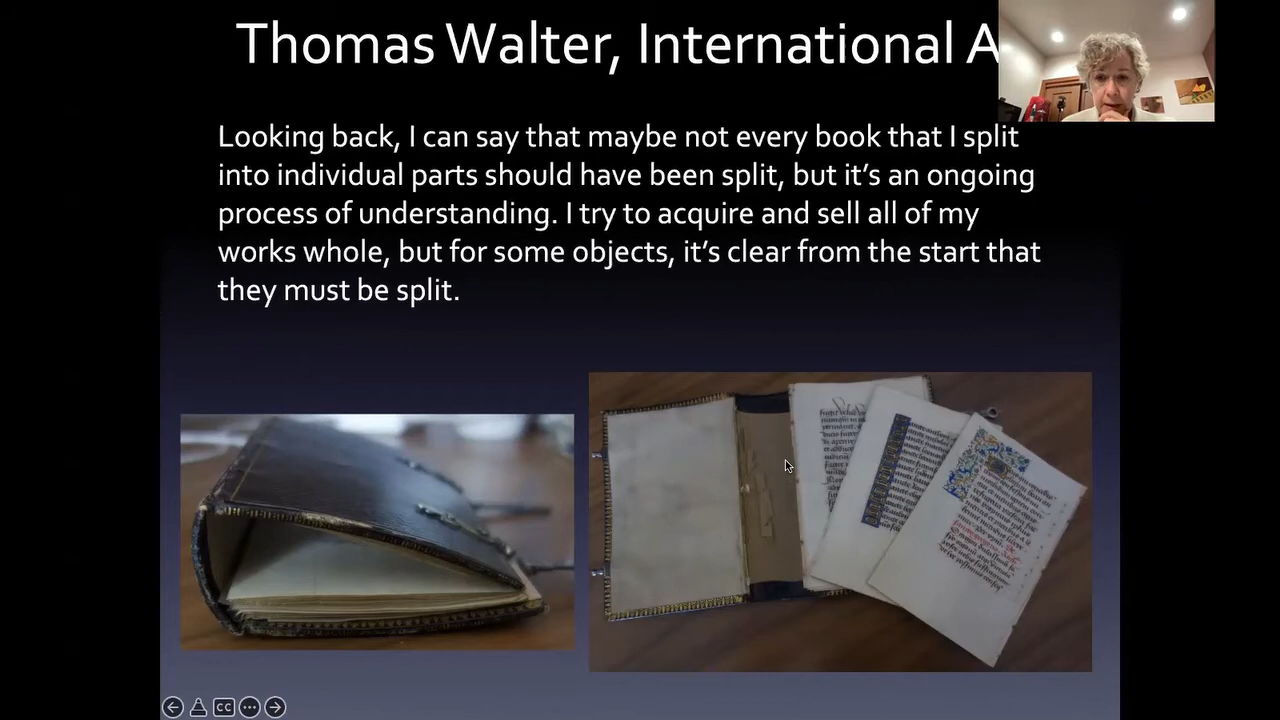 Thomas Walter, International A
Looking back, I can say that maybe not every book that I split
into individual parts should have been split, but it’s an ongoing
process of understanding. I try to acquire and sell all of my
works whole, but for some objects, it’s clear from the start that
they must be split.
CC